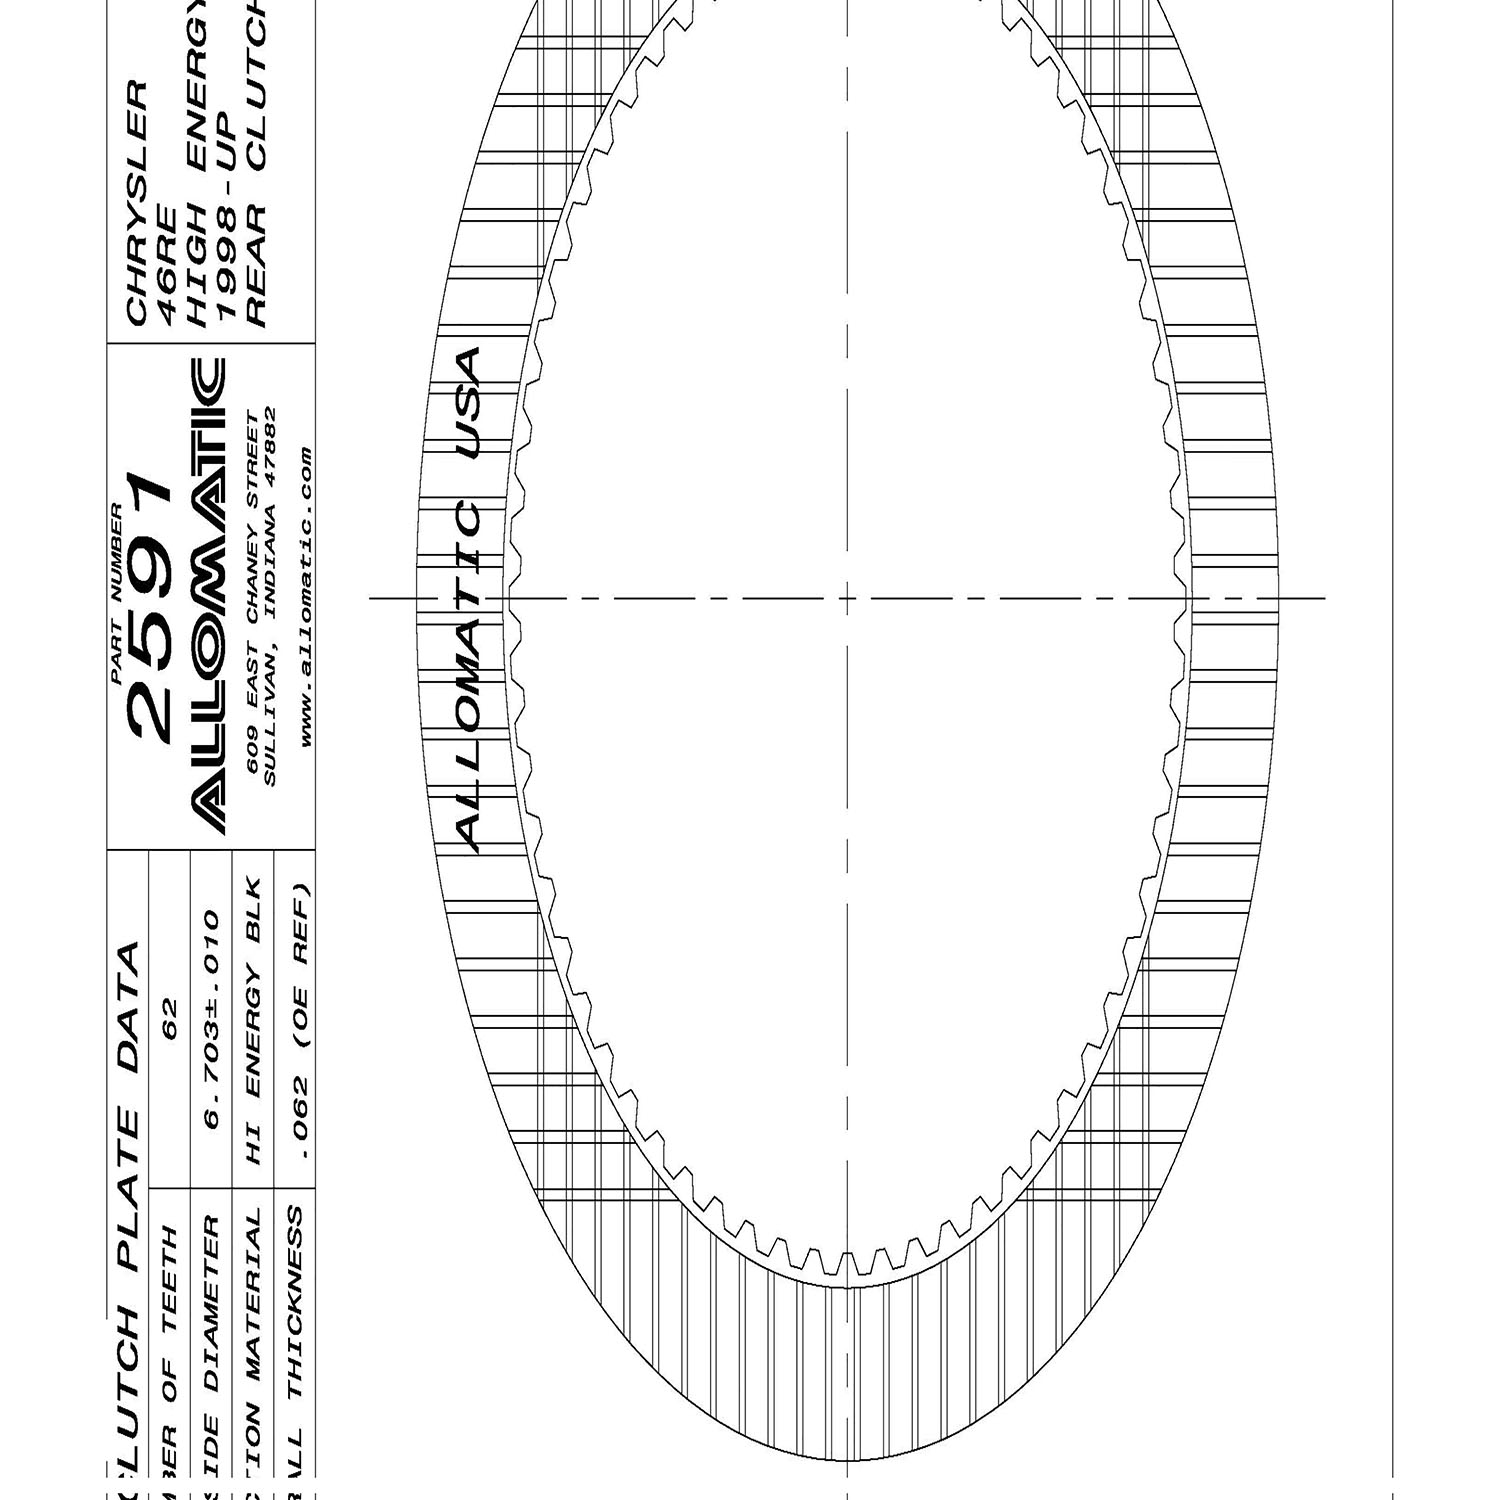 CHRYSLER
46RE
HIGH ENERGY
1998-UP
REAR CLUTCH
PART NUMBER
2591
ALLOMATIC
609 EAST CHANEY STREET
SULLIVAN, INDIANA 47882
www.allomatic.com
CLUTCH PLATE DATA
BER OF TEETH 62
IDE DIAMETER 6.703±.010
TION MATERIAL HI ENERGY BLK
ALL THICKNESS .062 (OE REF)
ALLOMATIC USA